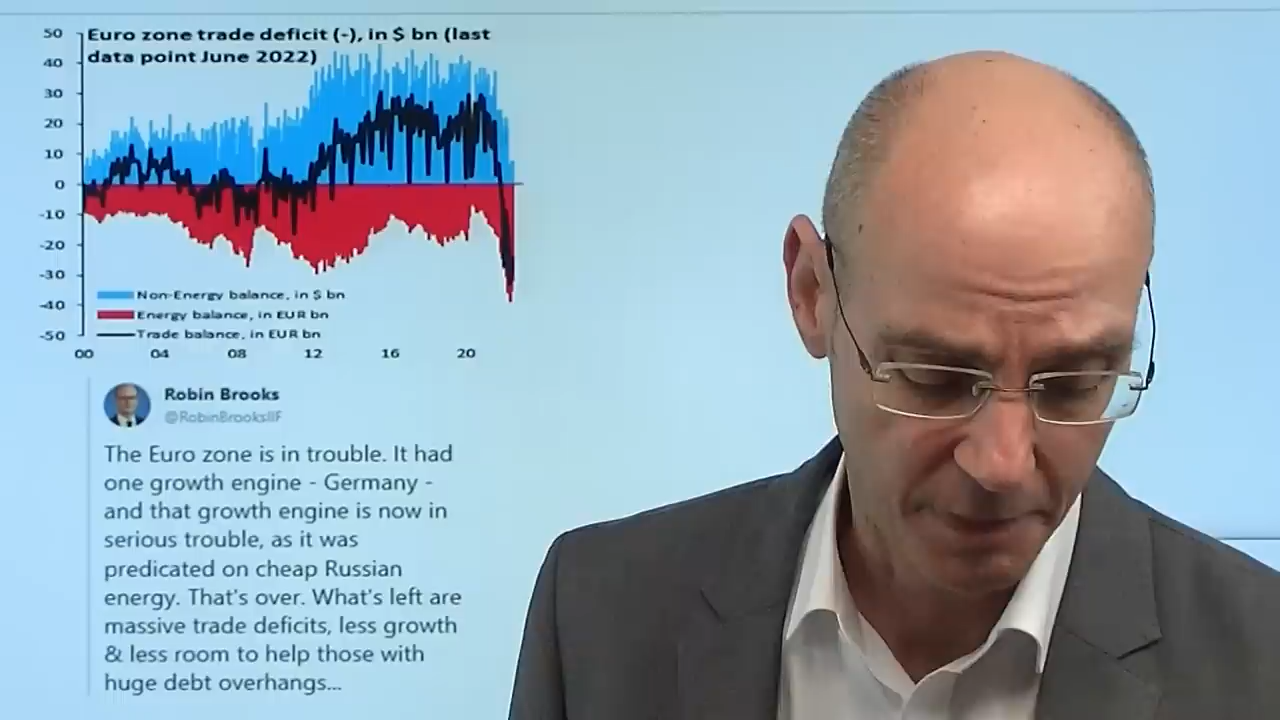 Euro zone trade deficit (-), in $ bn (last
data point June 2022)
50
40
30
20
10
0
-10
-20
-30
-40
-50
Non-Energy balance, in $ bn
Energy balance, in EUR bn
Trade balance, in EUR bn
00 04 08 12 16 20
Robin Brooks
@RobinBrooksIIF
The Euro zone is in trouble. It had
one growth engine - Germany -
and that growth engine is now in
serious trouble, as it was
predicated on cheap Russian
energy. That's over. What's left are
massive trade deficits, less growth
& less room to help those with
huge debt overhangs...